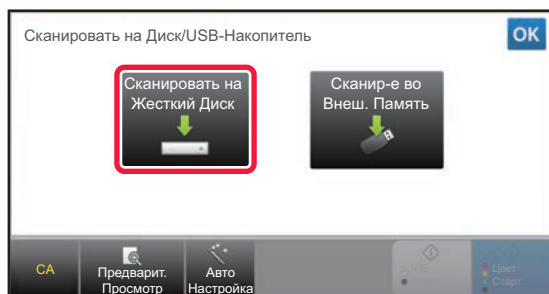 Сканировать на Диск/USB-Накопитель
OK
Сканировать на
Жесткий Диск
Сканир-е во
Внеш. Память
CA
Предварит.
Просмотр
Авто
Настройка
Ч/Б
Старт
Цвет
Старт